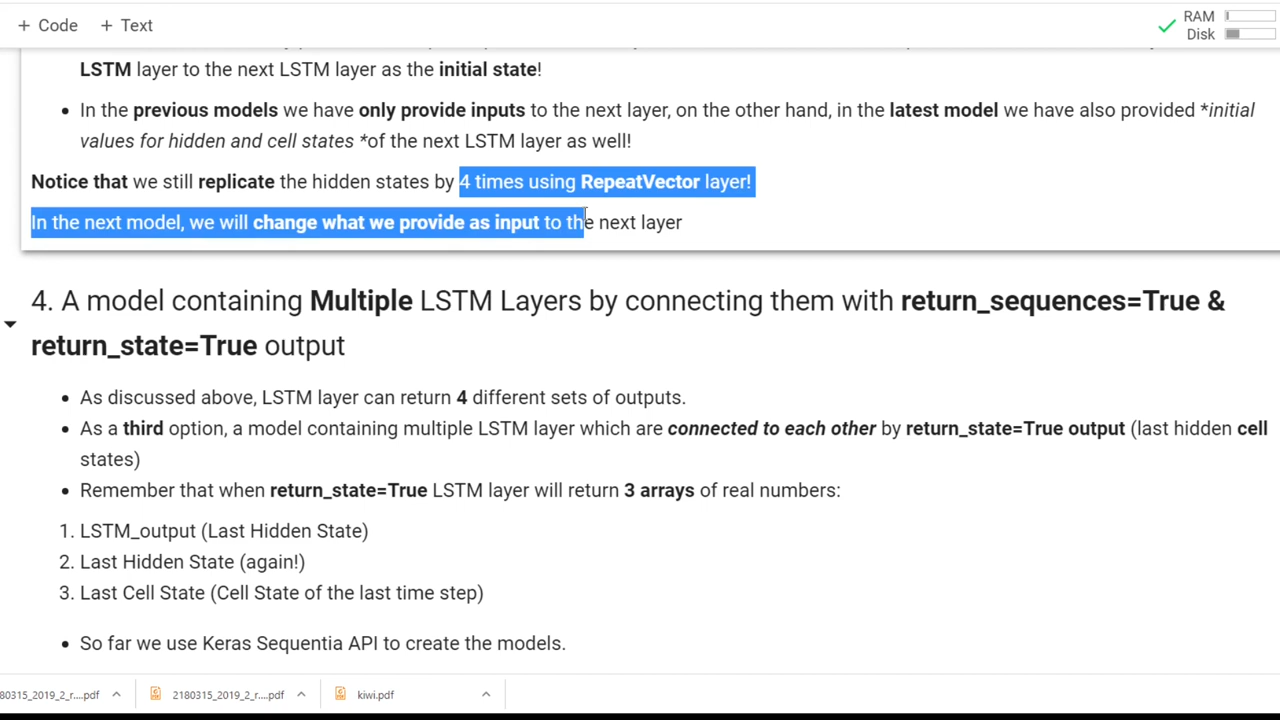 + Code + Text
RAM
Disk
LSTM layer to the next LSTM layer as the initial state!
• In the previous models we have only provide inputs to the next layer, on the other hand, in the latest model we have also provided *initial
values for hidden and cell states *of the next LSTM layer as well!
Notice that we still replicate the hidden states by 4 times using RepeatVector layer!
In the next model, we will change what we provide as input to the next layer
4. A model containing Multiple LSTM Layers by connecting them with return_sequences=True &
return_state=True output
• As discussed above, LSTM layer can return 4 different sets of outputs.
• As a third option, a model containing multiple LSTM layer which are connected to each other by return_state=True output (last hidden cell
states)
• Remember that when return_state=True LSTM layer will return 3 arrays of real numbers:
1. LSTM_output (Last Hidden State)
2. Last Hidden State (again!)
3. Last Cell State (Cell State of the last time step)
• So far we use Keras Sequentia API to create the models.
80315_2019_2_r....pdf 2180315_2019_2_r....pdf kiwi.pdf